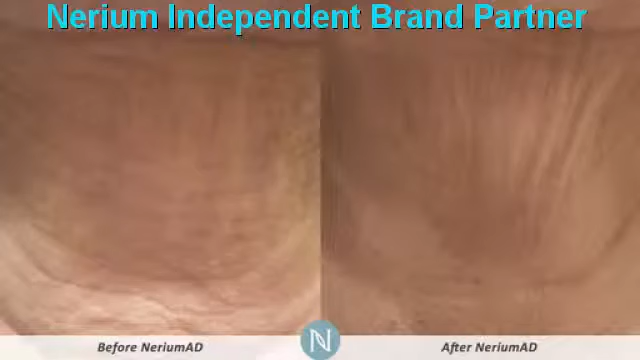 Nerium Independent Brand Partner
N
Before NeriumAD
After NeriumAD